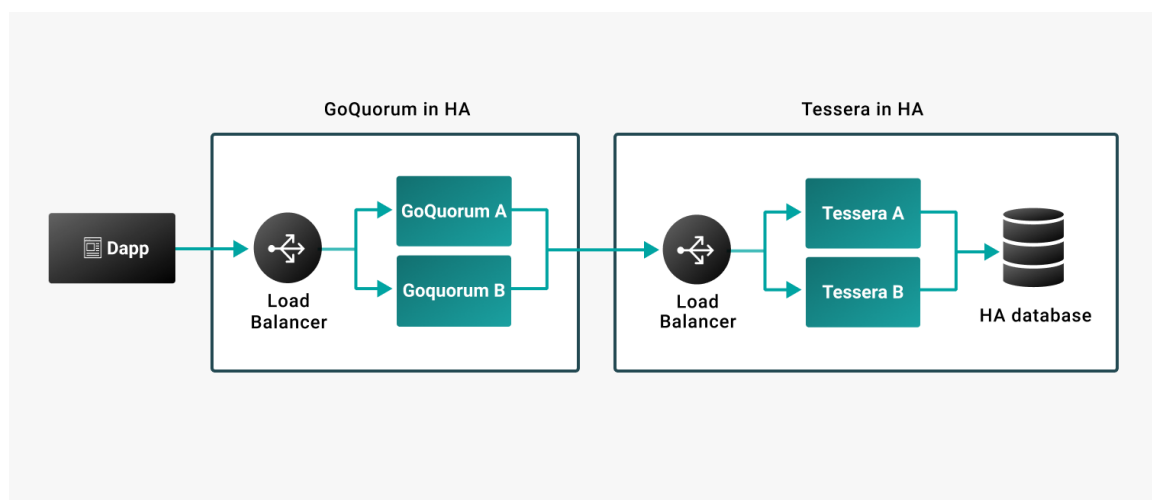 GoQuorum in HA
Tessera in HA
Dapp
Load
Balancer
GoQuorum A
Goquorum B
Load
Balancer
Tessera A
Tessera B
HA database